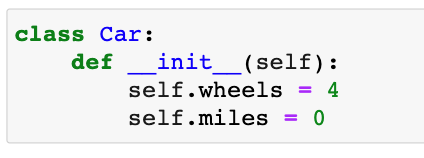 class Car:
    def __init__(self):
        self.wheels = 4
        self.miles = 0